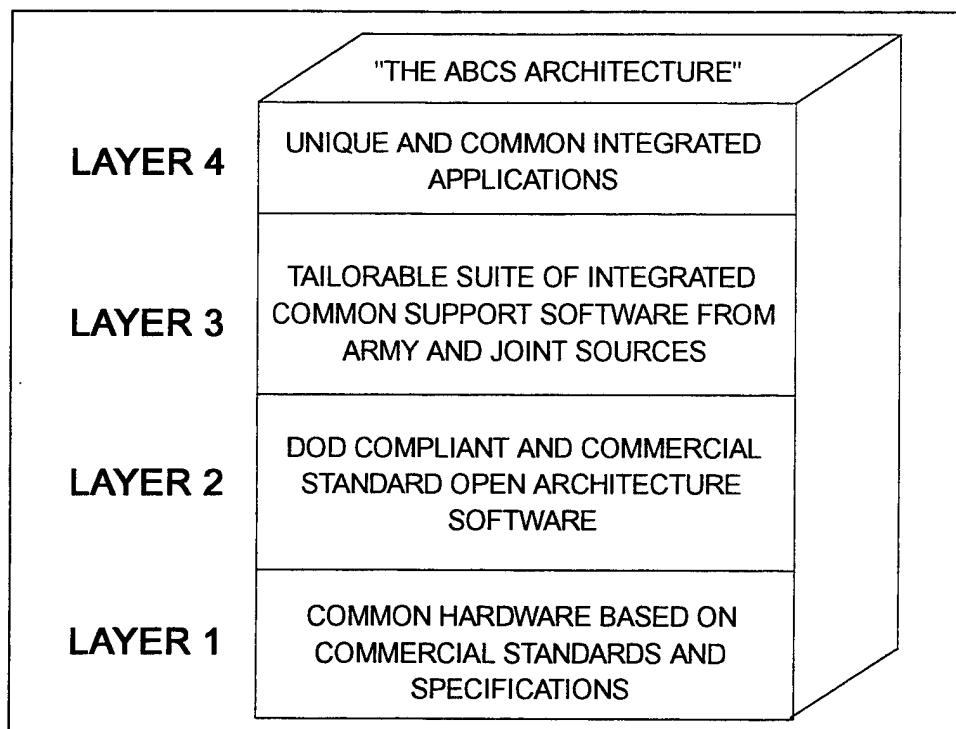 "THE ABCS ARCHITECTURE"
LAYER 4
UNIQUE AND COMMON INTEGRATED
APPLICATIONS
LAYER 3
TAILORABLE SUITE OF INTEGRATED
COMMON SUPPORT SOFTWARE FROM
ARMY AND JOINT SOURCES
LAYER 2
DOD COMPLIANT AND COMMERCIAL
STANDARD OPEN ARCHITECTURE
SOFTWARE
LAYER 1
COMMON HARDWARE BASED ON
COMMERCIAL STANDARDS AND
SPECIFICATIONS